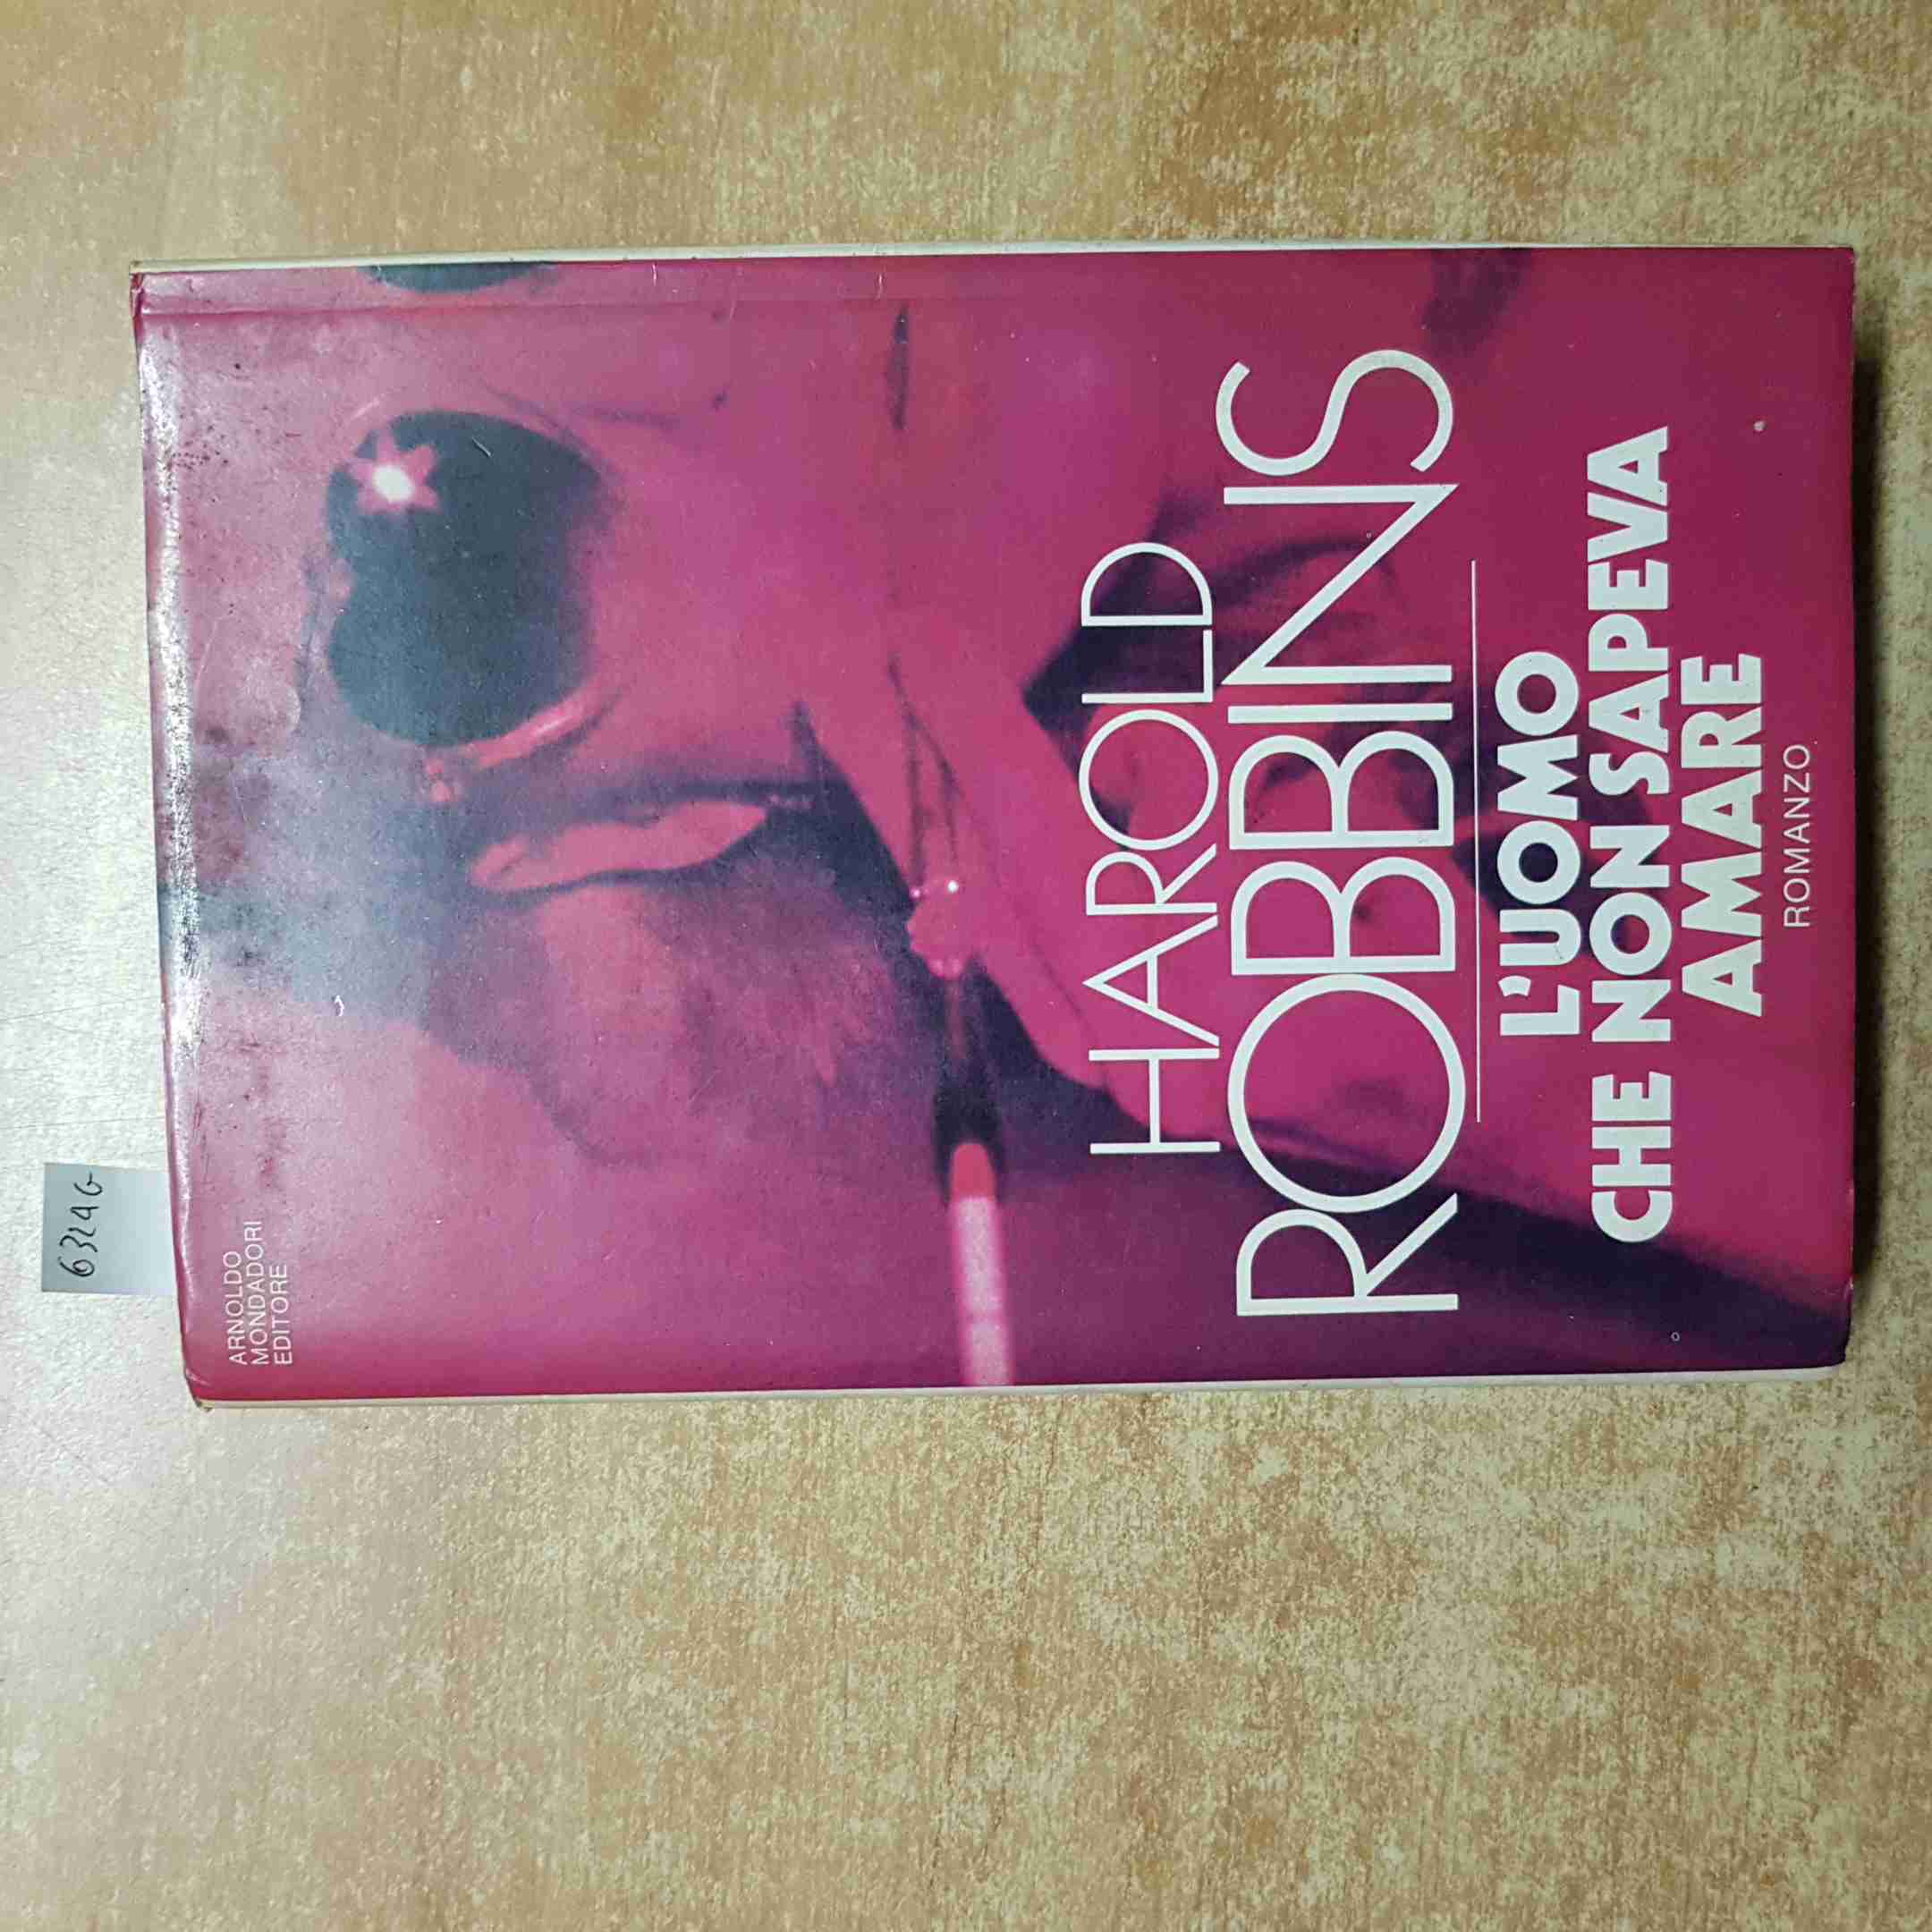 6324G
ARNOLDO
MONDADORI
EDITORE
HAROLD
ROBBINS
L'UOMO
CHE NON SAPEVA
AMARE
ROMANZO